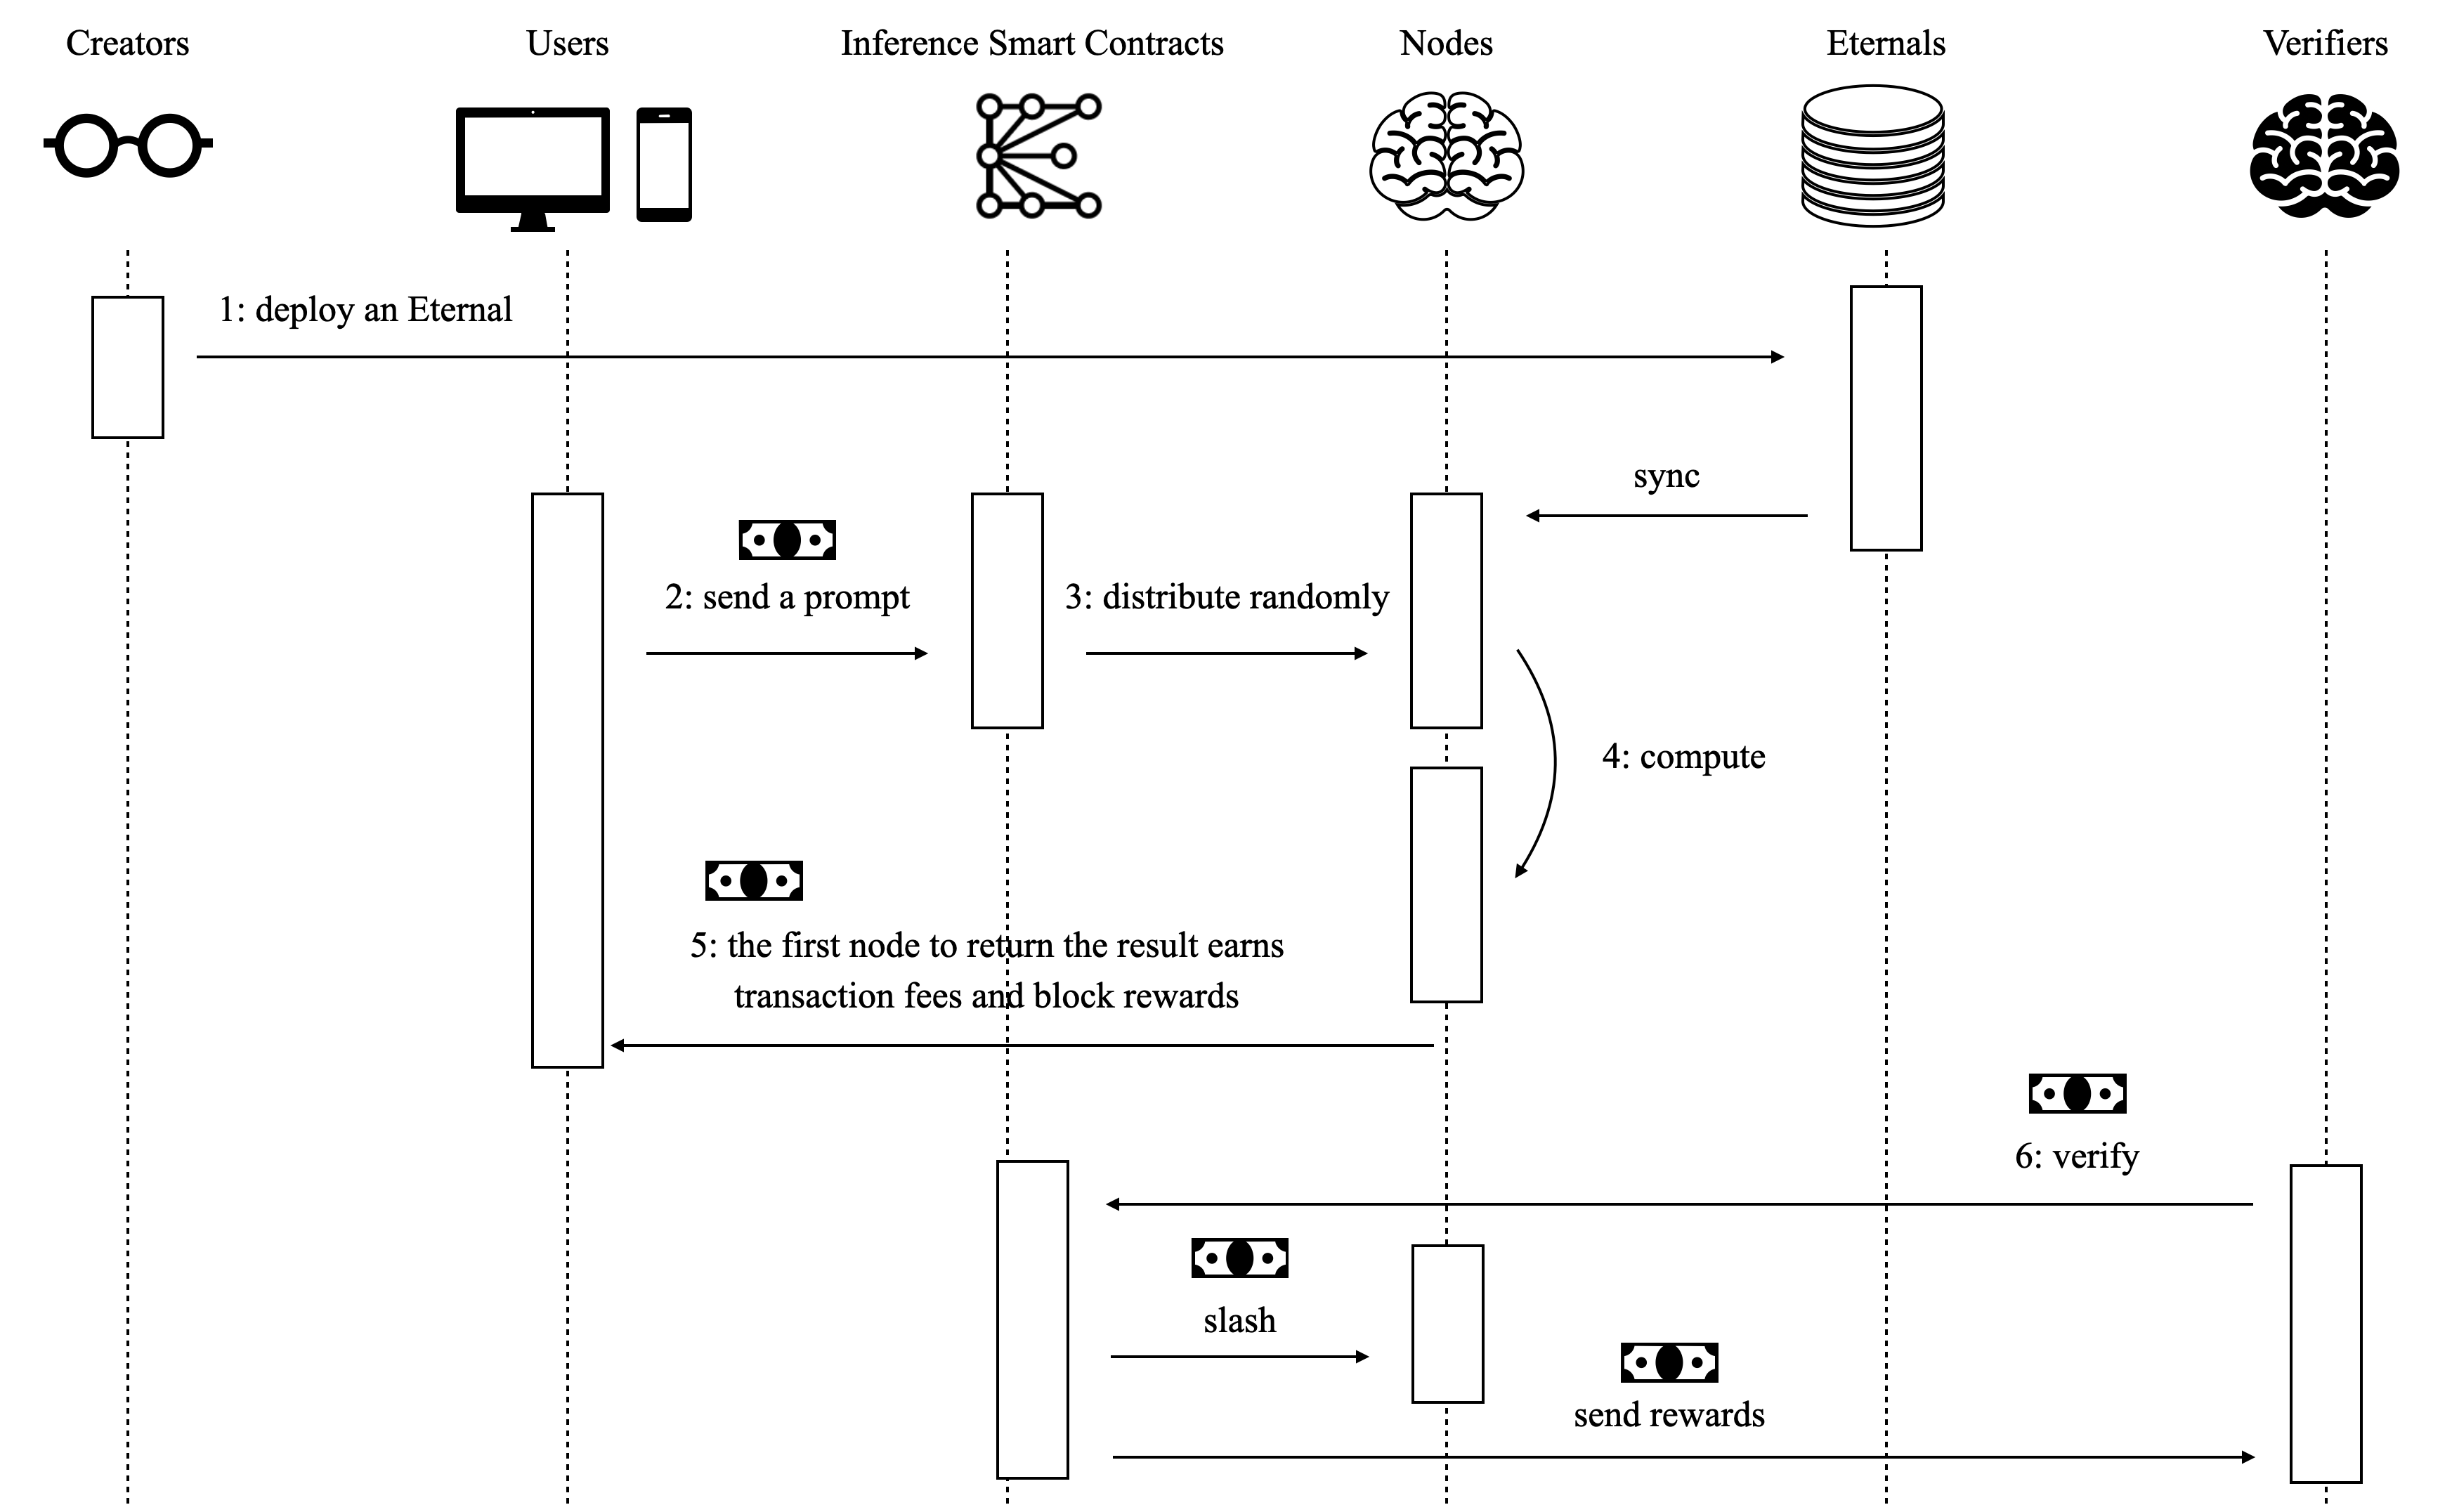 Creators
Users
Inference Smart Contracts
Nodes
Eternals
Verifiers
1: deploy an Eternal
sync
2: send a prompt
3: distribute randomly
4: compute
5: the first node to return the result earns
transaction fees and block rewards
6: verify
slash
send rewards